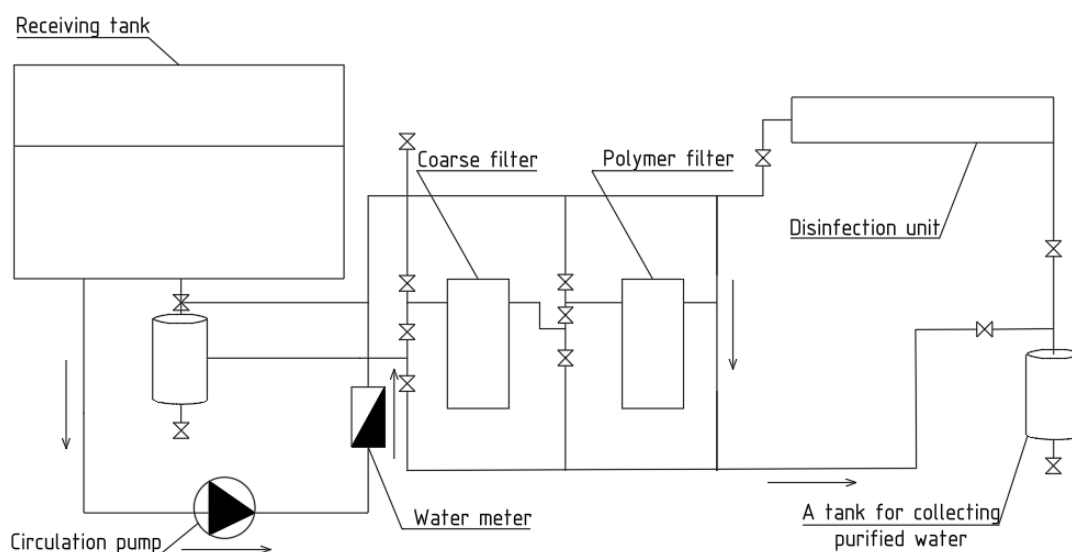 Receiving tank
Coarse filter
Polymer filter
Disinfection unit
Water meter
A tank for collecting
purified water
Circulation pump